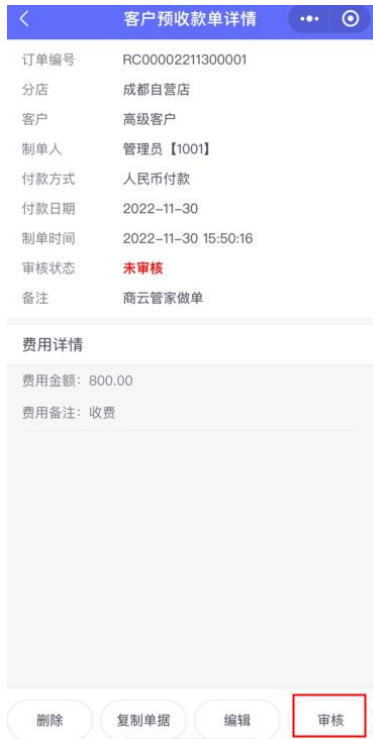 客户预收款单详情
订单编号 RC00002211300001
分店 成都自营店
客户 高级客户
制单人 管理员【1001】
付款方式 人民币付款
付款日期 2022-11-30
制单时间 2022-11-30 15:50:16
审核状态 未审核
备注 商云管家做单
费用详情
费用金额：800.00
费用备注：收费
删除 复制单据 编辑 审核